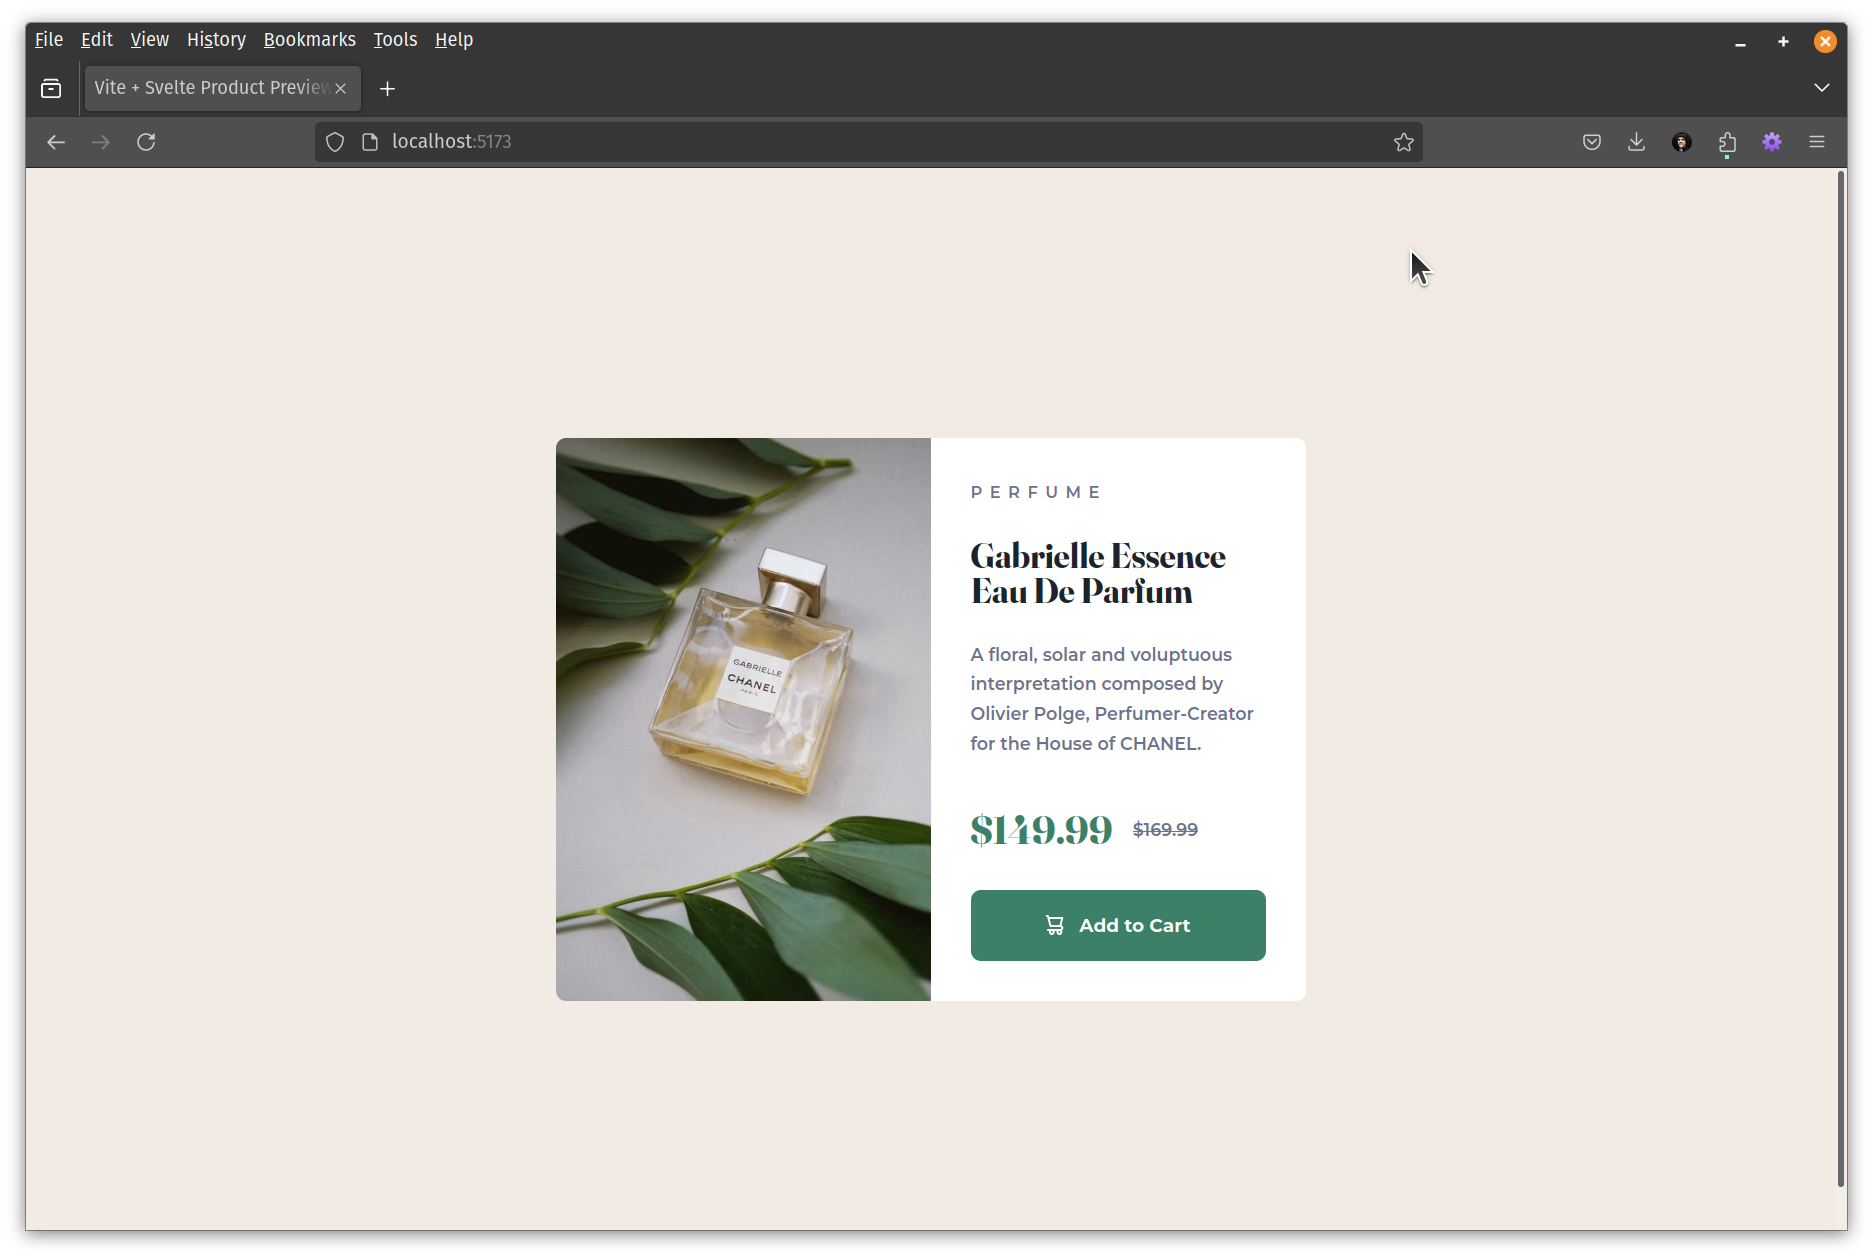 File Edit View History Bookmarks Tools Help
Vite + Svelte Product Preview
localhost:5173
GABRIELLE
CHANEL
PARIS
PERFUME
Gabrielle Essence
Eau De Parfum
A floral, solar and voluptuous
interpretation composed by
Olivier Polge, Perfumer-Creator
for the House of CHANEL.
$149.99 $169.99
Add to Cart